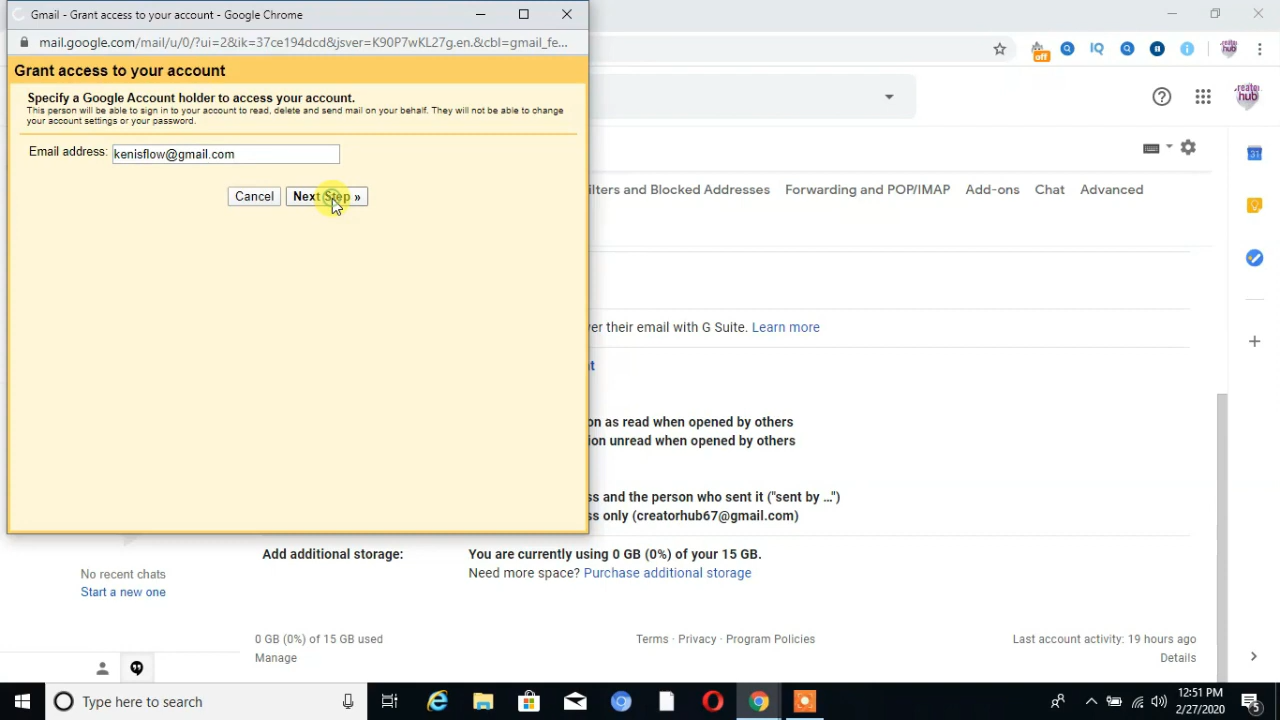 Gmail - Grant access to your account - Google Chrome
mail.google.com/mail/u/0/?ui=2&ik=37ce194dcd&jsver=K90P7wKL27g.en.&cbl=gmail_fe...
Grant access to your account
Specify a Google Account holder to access your account.
This person will be able to sign in to your account to read, delete and send mail on your behalf. They will not be able to change
your account settings or your password.
Email address: kenisflow@gmail.com
Cancel
Next Step »
off
IQ
creator
hub
ilters and Blocked Addresses
Forwarding and POP/IMAP
Add-ons
Chat
Advanced
31
er their email with G Suite. Learn more
nt
on as read when opened by others
ion unread when opened by others
ss and the person who sent it ("sent by ...")
ss only (creatorhub67@gmail.com)
Add additional storage:
You are currently using 0 GB (0%) of your 15 GB.
Need more space? Purchase additional storage
No recent chats
Start a new one
0 GB (0%) of 15 GB used
Manage
Terms · Privacy · Program Policies
Last account activity: 19 hours ago
Details
Type here to search
12:51 PM
2/27/2020
5